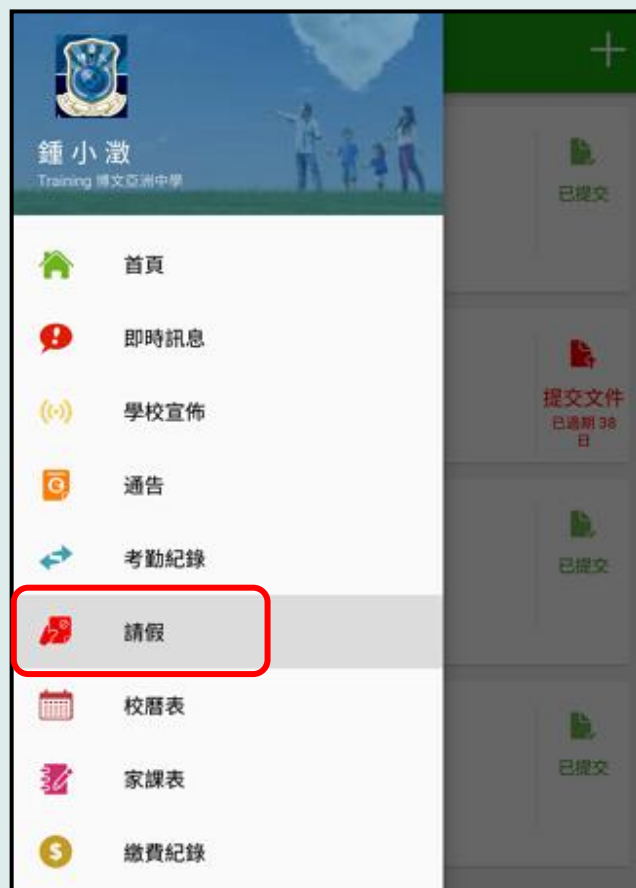 鍾小澂
Training 博文亞洲中學
首頁
即時訊息
學校宣佈
通告
考勤紀錄
請假
校曆表
家課表
繳費紀錄
已提交
提交文件
已過期 38
日
已提交
已提交